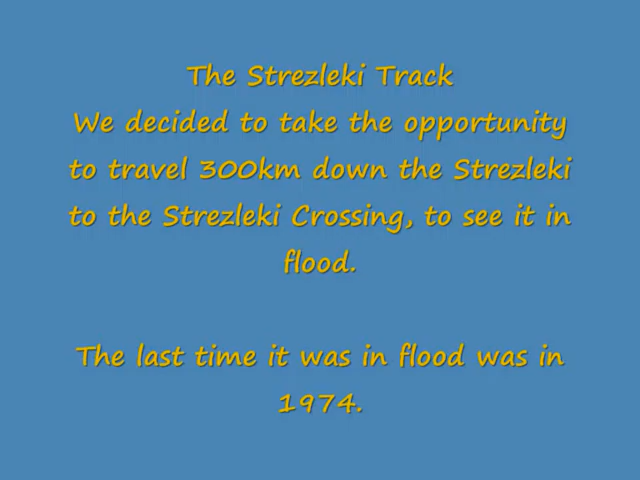 The Strezleki Track
We decided to take the opportunity
to travel 300km down the Strezleki
to the Strezleki Crossing, to see it in
flood.
The last time it was in flood was in
1974.